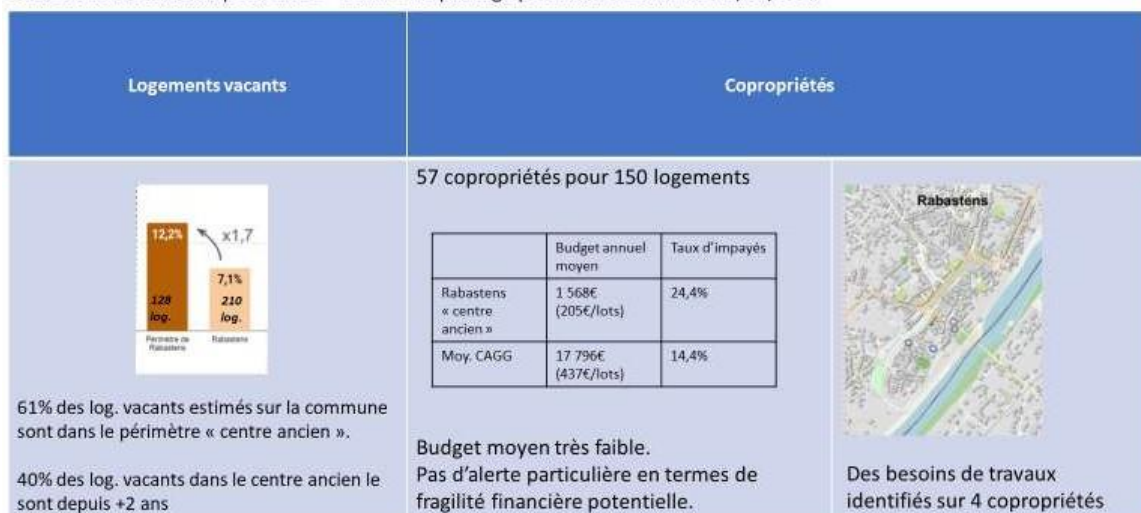 Logements vacants
Copropriétés
12,2%
x1,7
7,1%
128
log.
210
log.
Périmètre de
Rabastens
Rabastens
61% des log. vacants estimés sur la commune
sont dans le périmètre « centre ancien ».
40% des log. vacants dans le centre ancien le
sont depuis +2 ans
57 copropriétés pour 150 logements
Budget annuel
moyen
Taux d'impayés
Rabastens
« centre
ancien »
1 568€
(205€/lots)
24,4%
Moy. CAGG
17 796€
(437€/lots)
14,4%
Budget moyen très faible.
Pas d'alerte particulière en termes de
fragilité financière potentielle.
Rabastens
Des besoins de travaux
identifiés sur 4 copropriétés